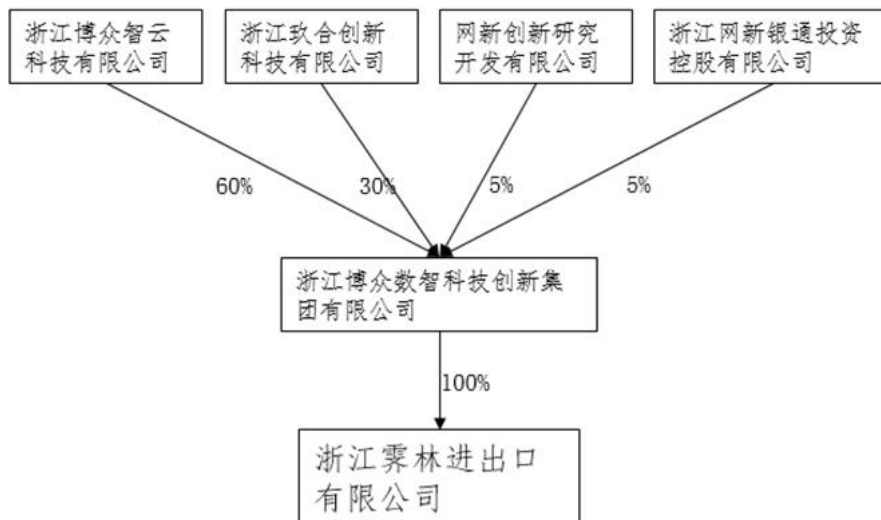 浙江博众智云
科技有限公司
浙江玖合创新
科技有限公司
网新创新研究
开发有限公司
浙江网新银通投资
控股有限公司
60%
30%
5%
5%
浙江博众数智科技创新集
团有限公司
100%
浙江霁林进出口
有限公司